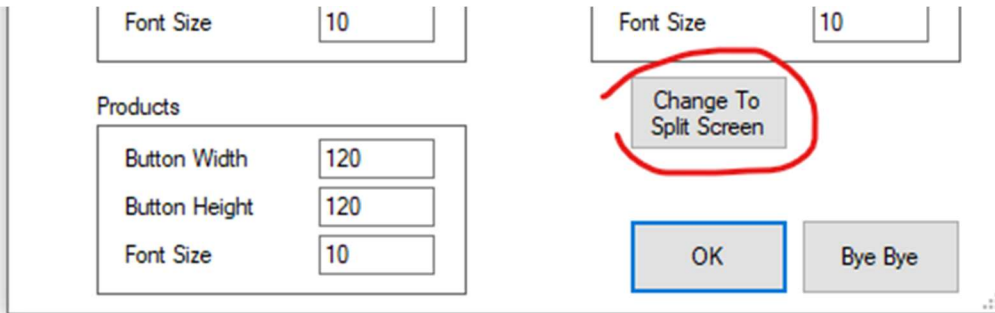 Font Size 10
Font Size 10
Products
Change To
Split Screen
Button Width 120
Button Height 120
Font Size 10
OK
Bye Bye